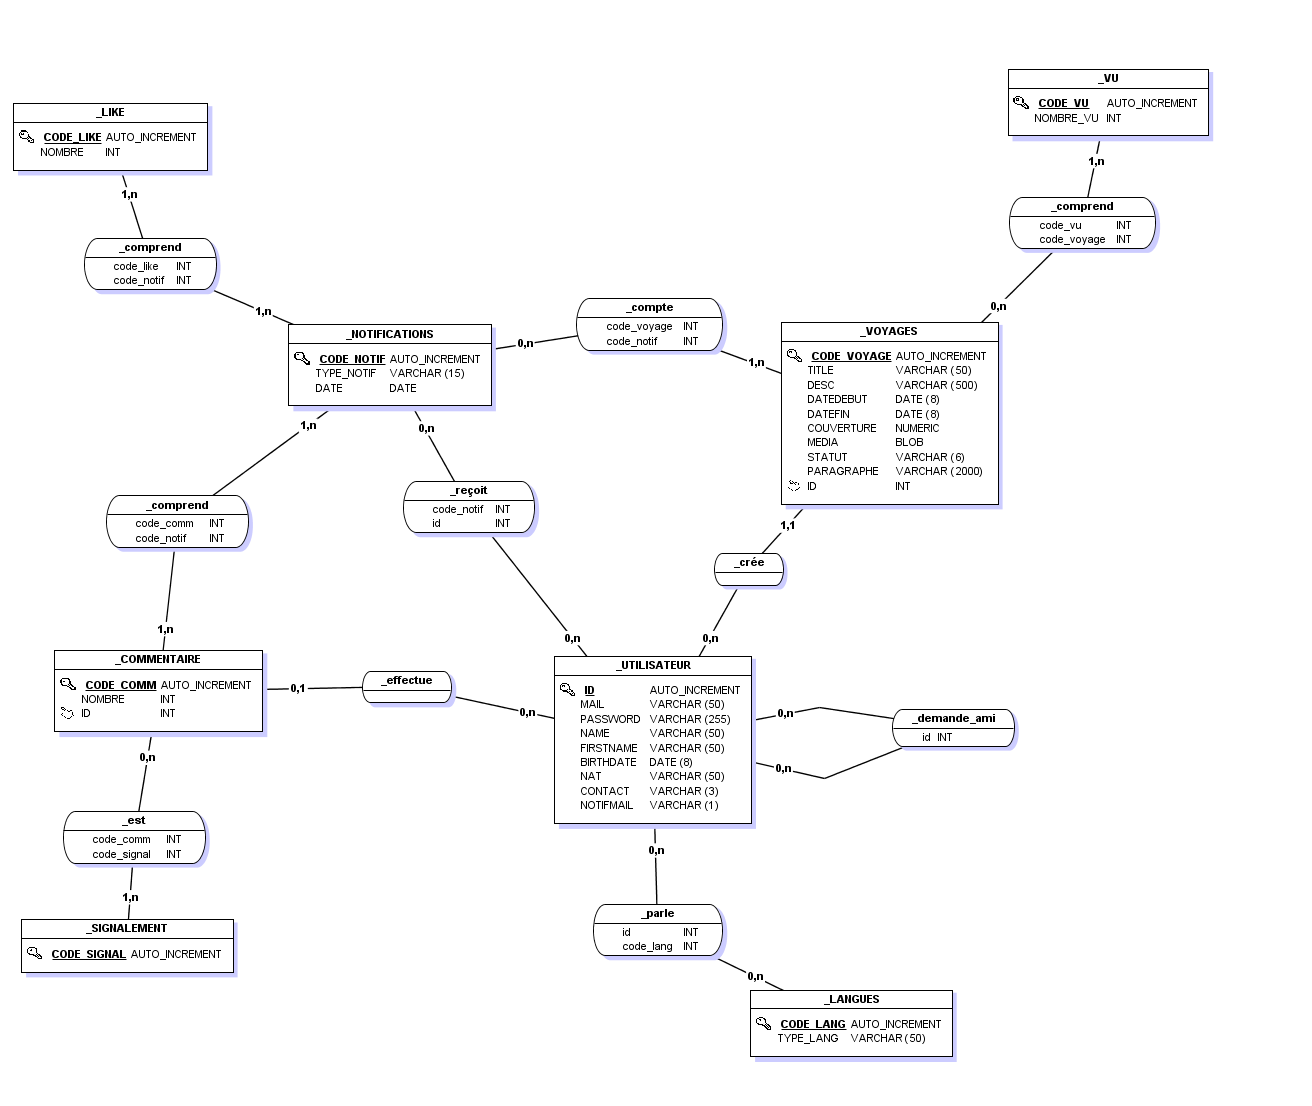 _VU
CODE_VU AUTO_INCREMENT
NOMBRE_VU INT
_LIKE
CODE_LIKE AUTO_INCREMENT
NOMBRE INT
1,n
1,n
_comprend
code_vu INT
code_voyage INT
_comprend
code_like INT
code_notif INT
1,n
0,n
_compte
code_voyage INT
code_notif INT
_NOTIFICATIONS
CODE_NOTIF AUTO_INCREMENT
TYPE_NOTIF VARCHAR (15)
DATE DATE
0,n
1,n
_VOYAGES
CODE_VOYAGE AUTO_INCREMENT
TITLE VARCHAR (50)
DESC VARCHAR (500)
DATEDEBUT DATE (8)
DATEFIN DATE (8)
COUVERTURE NUMERIC
MEDIA BLOB
STATUT VARCHAR (6)
PARAGRAPHE VARCHAR (2000)
ID INT
1,n
0,n
_reçoit
code_notif INT
id INT
_comprend
code_comm INT
code_notif INT
1,1
_crée
1,n
0,n
0,n
_COMMENTAIRE
CODE_COMM AUTO_INCREMENT
NOMBRE INT
ID INT
0,1
_effectue
0,n
_UTILISATEUR
ID AUTO_INCREMENT
MAIL VARCHAR (50)
PASSWORD VARCHAR (255)
NAME VARCHAR (50)
FIRSTNAME VARCHAR (50)
BIRTHDATE DATE (8)
NAT VARCHAR (50)
CONTACT VARCHAR (3)
NOTIFMAIL VARCHAR (1)
0,n
_demande_ami
id INT
0,n
0,n
_est
code_comm INT
code_signal INT
0,n
1,n
_parle
id INT
code_lang INT
_SIGNALEMENT
CODE_SIGNAL AUTO_INCREMENT
0,n
_LANGUES
CODE_LANG AUTO_INCREMENT
TYPE_LANG VARCHAR (50)